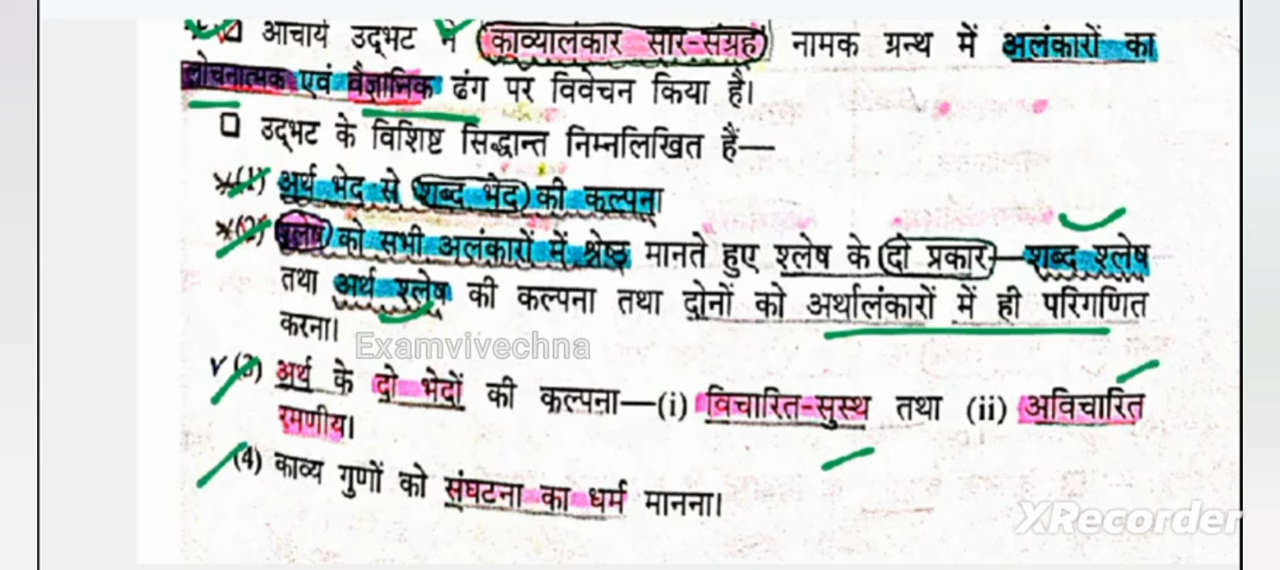 आचार्य उद्भट ने काव्यालंकार सार-संग्रह नामक ग्रन्थ में अलंकारों का
लोचनात्मक एवं वैज्ञानिक ढंग पर विवेचन किया है।
उद्भट के विशिष्ट सिद्धान्त निम्नलिखित हैं—
(1) अर्थ भेद से शब्द भेद की कल्पना
(2) श्लेष को सभी अलंकारों में श्रेष्ठ मानते हुए श्लेष के दो प्रकार—शब्द श्लेष
तथा अर्थ श्लेष की कल्पना तथा दोनों को अर्थालंकारों में ही परिगणित
करना।
Examvivechna
(3) अर्थ के दो भेदों की कल्पना—(i) विचारित-सुस्थ तथा (ii) अविचारित
रमणीय।
(4) काव्य गुणों को संघटना का धर्म मानना।
XRecorder